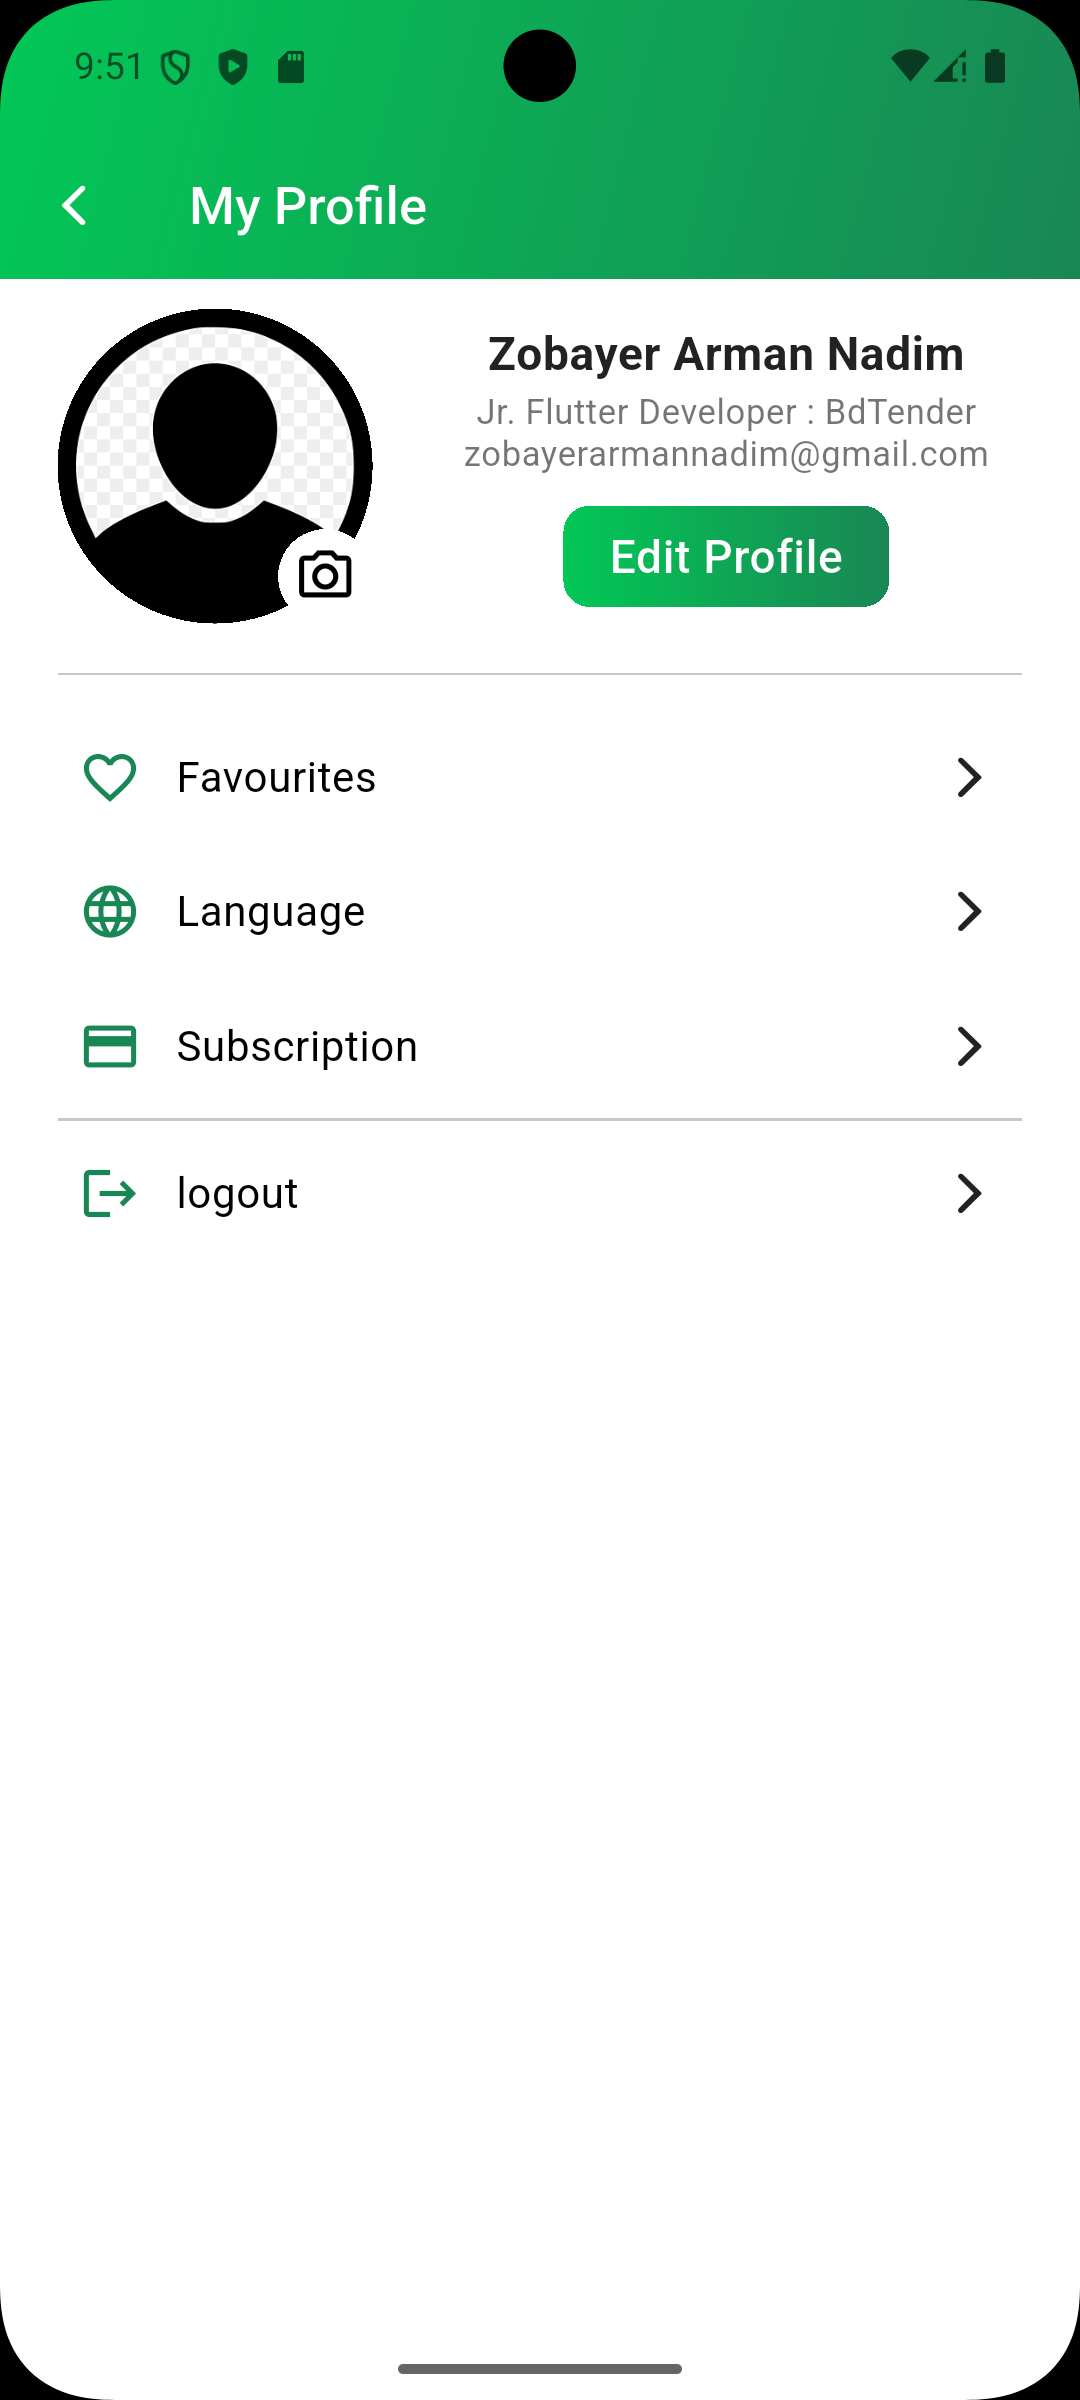 9:51
My Profile
Zobayer Arman Nadim
Jr. Flutter Developer : BdTender
zobayerarmannadim@gmail.com
Edit Profile
Favourites
Language
Subscription
logout